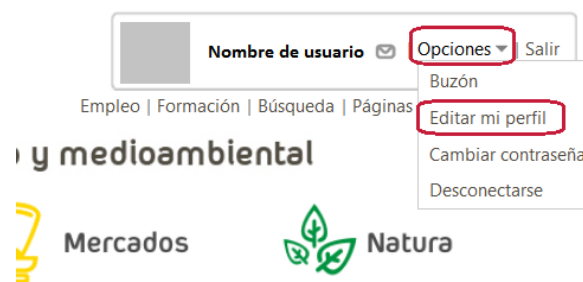 Nombre de usuario | Opciones | Salir
Buzón
Empleo | Formación | Búsqueda | Páginas
Editar mi perfil
y medioambiental
Cambiar contraseña
Desconectarse
Mercados
Natura